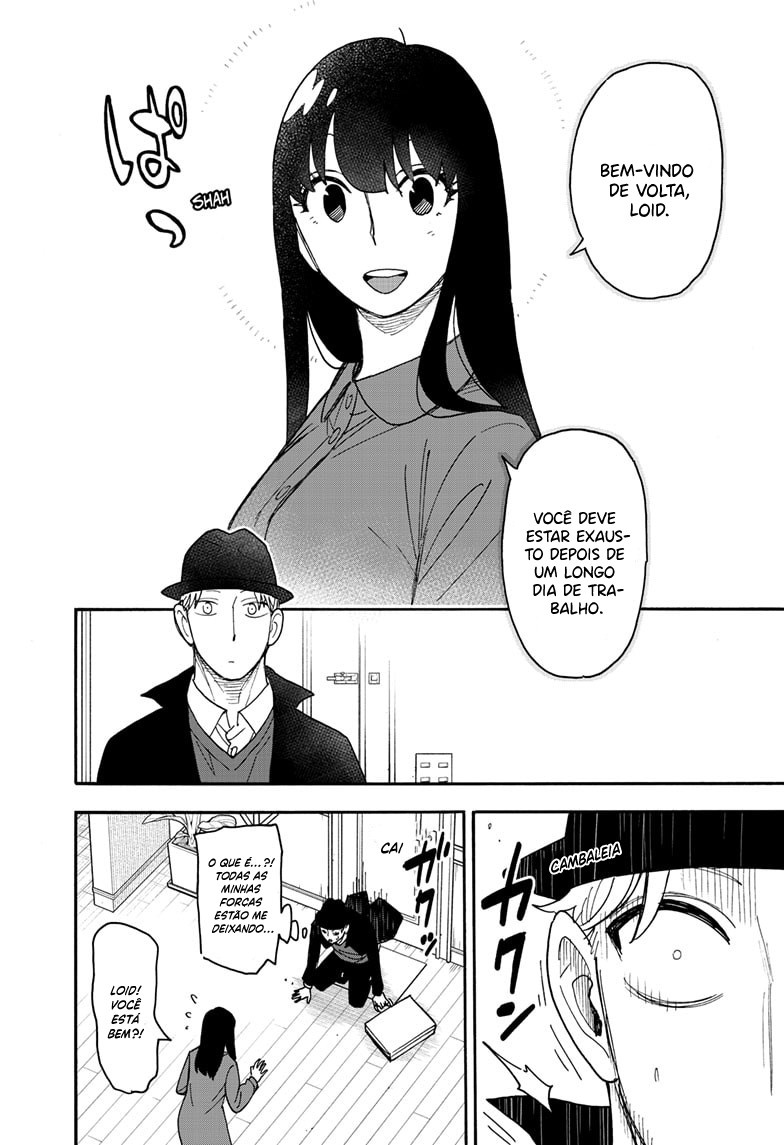 BEM-VINDO
DE VOLTA,
LOID.
ぱっ
SHAH
VOCÊ DEVE
ESTAR EXAUS-
TO DEPOIS DE
UM LONGO
DIA DE TRA-
BALHO.
CAMBALEIA
ガクン
CAI
ガク
O QUE É...?!
TODAS AS
MINHAS
FORÇAS
ESTÃO ME
DEIXANDO...
LOID!
VOCÊ
ESTÁ
BEM?!